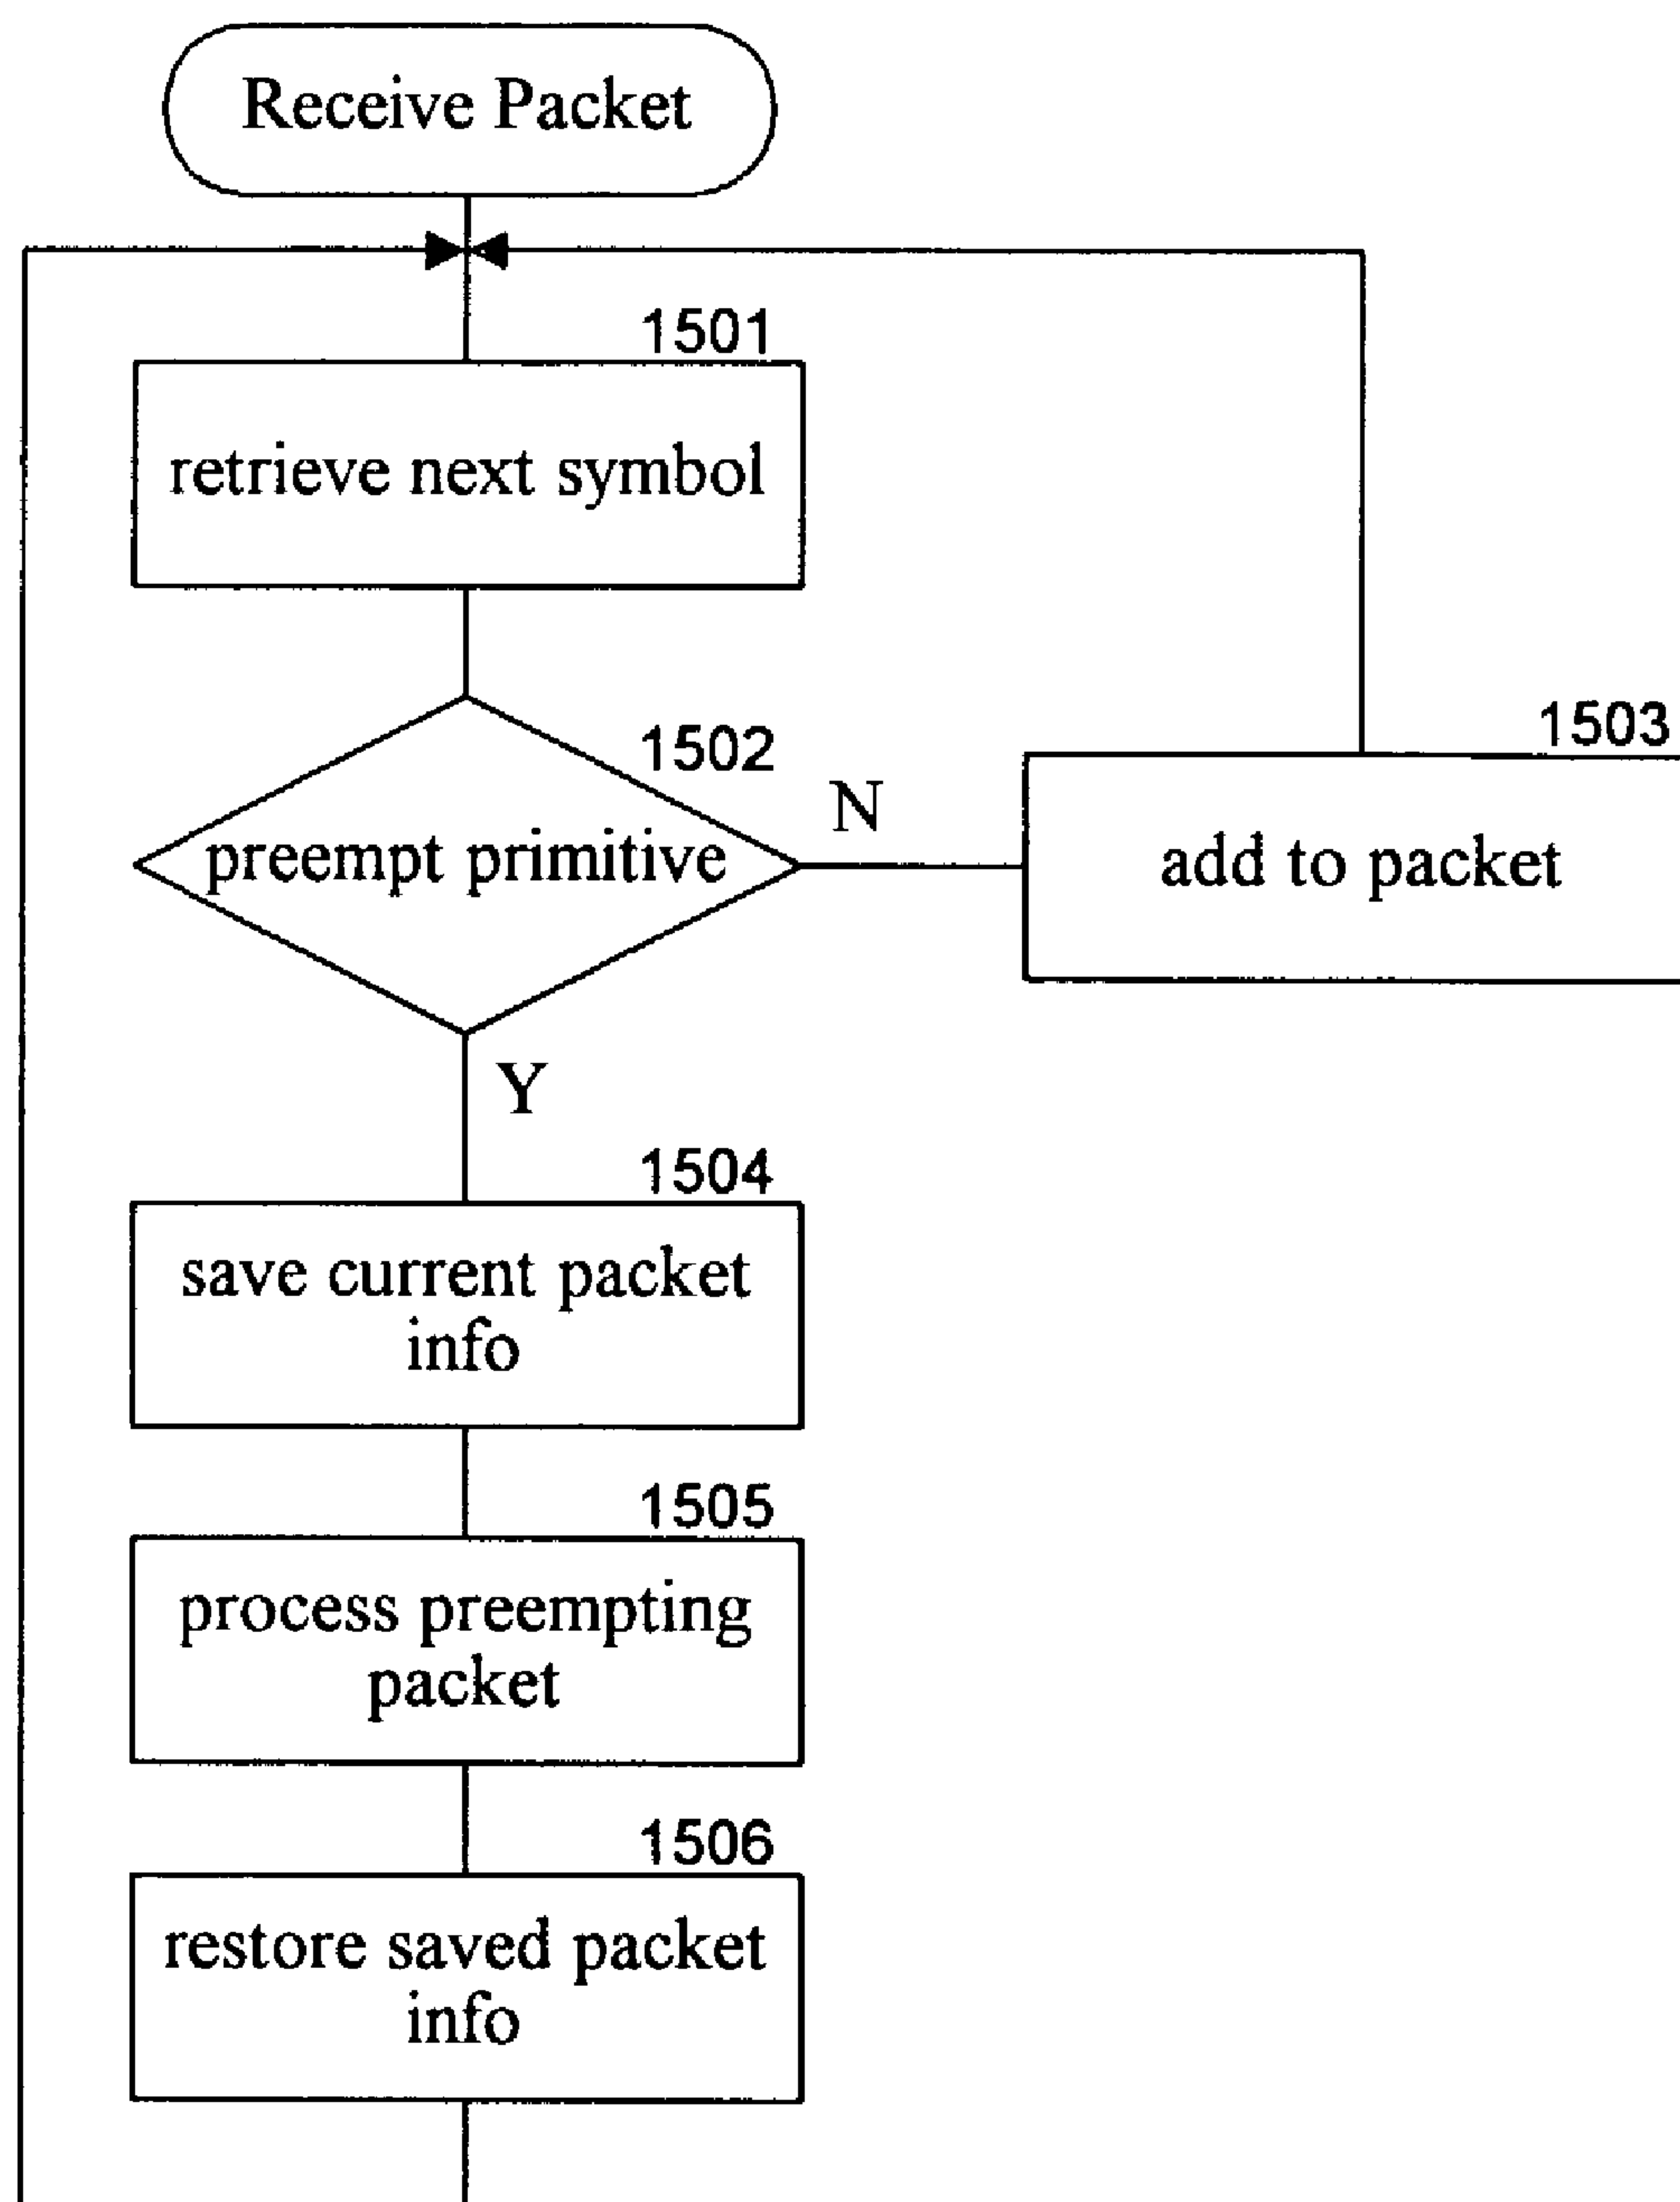 Receive Packet
1501
retrieve next symbol
1502
preempt primitive
N
1503
add to packet
Y
1504
save current packet
info
1505
process preempting
packet
1506
restore saved packet
info